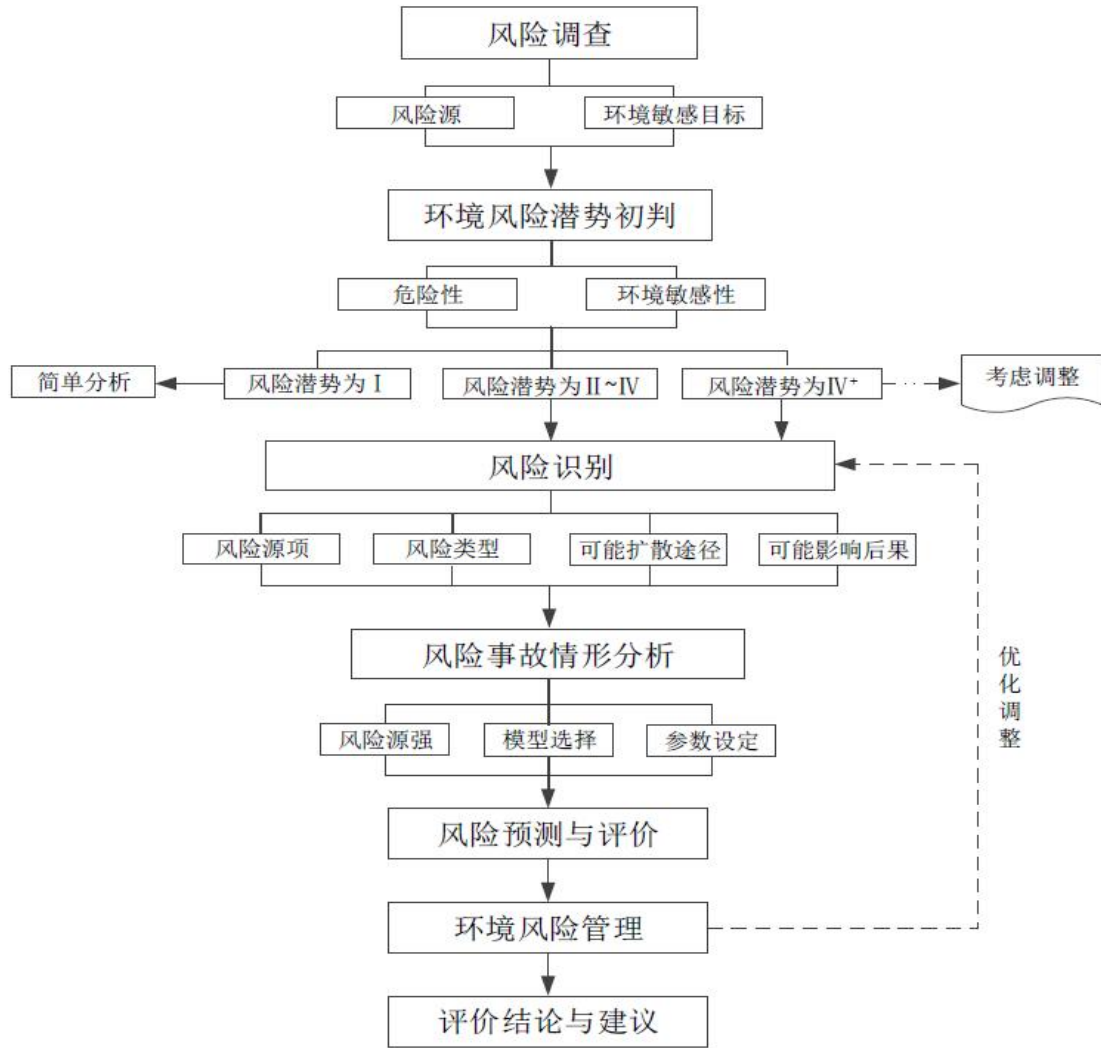 风险调查
风险源
环境敏感目标
环境风险潜势初判
危险性
环境敏感性
简单分析
风险潜势为Ⅰ
风险潜势为Ⅱ~Ⅳ
风险潜势为Ⅳ⁺
考虑调整
风险识别
风险源项
风险类型
可能扩散途径
可能影响后果
风险事故情形分析
优化调整
风险源强
模型选择
参数设定
风险预测与评价
环境风险管理
评价结论与建议